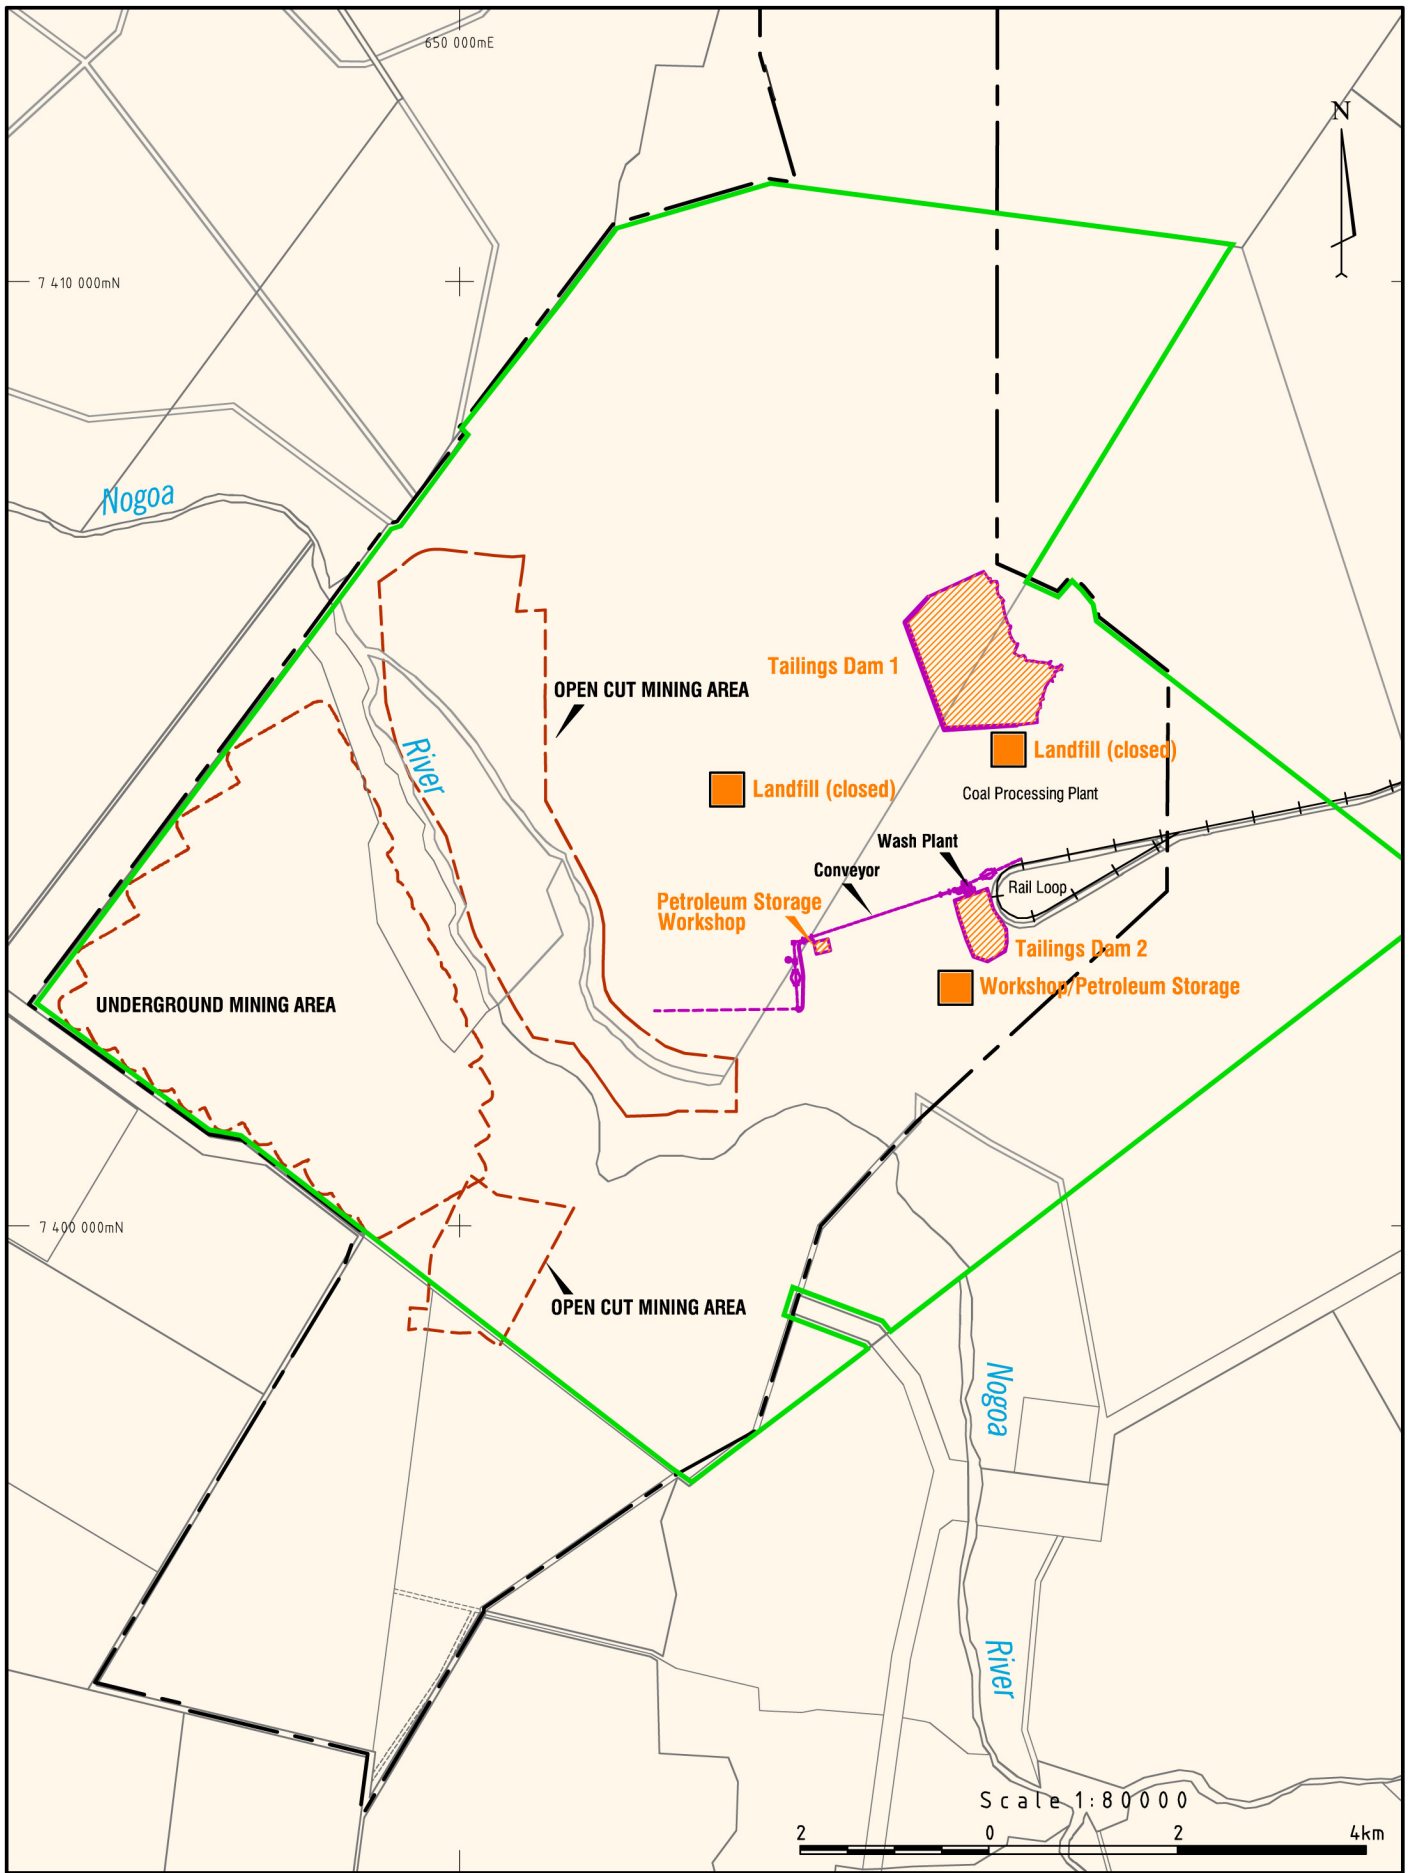 650 000mE
N
7 410 000mN
Nogoa
Tailings Dam 1
OPEN CUT MINING AREA
River
Landfill (closed)
Landfill (closed)
Coal Processing Plant
Wash Plant
Conveyor
Rail Loop
Petroleum Storage
Workshop
Tailings Dam 2
Workshop/Petroleum Storage
UNDERGROUND MINING AREA
7 400 000mN
OPEN CUT MINING AREA
Nogoa
River
Scale 1:80000
2 0 2 4km